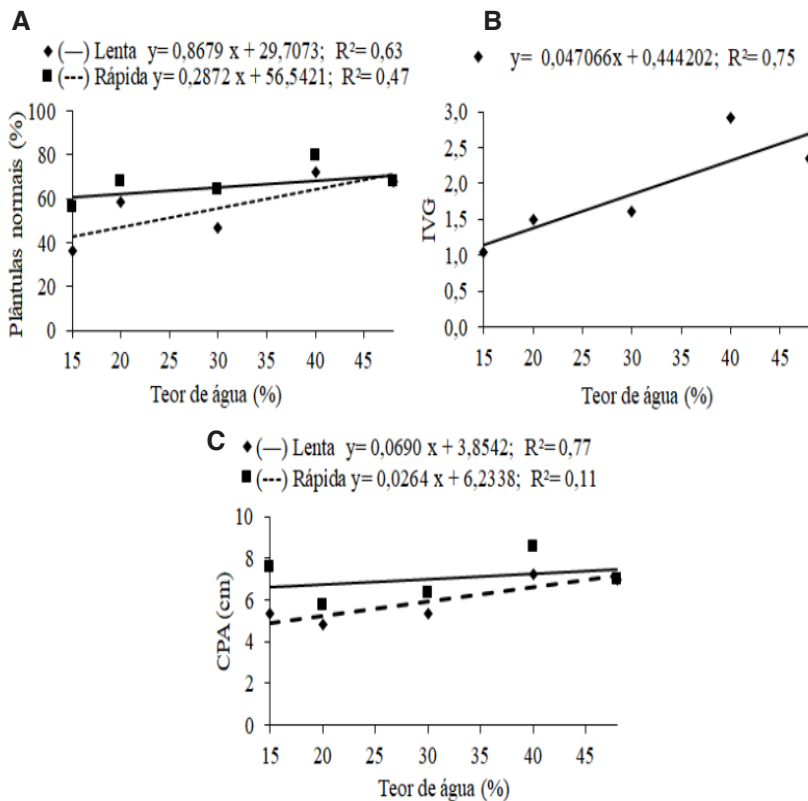 A
♦ (—) Lenta y= 0,8679 x + 29,7073; R²= 0,63
■ (---) Rápida y= 0,2872 x + 56,5421; R²= 0,47
Plântulas normais (%)
100
80
60
40
20
0
15 20 25 30 35 40 45
Teor de água (%)
B
♦ y= 0,047066x + 0,444202; R²= 0,75
IVG
3,0
2,5
2,0
1,5
1,0
0,5
0,0
15 20 25 30 35 40 45
Teor de água (%)
C
♦ (—) Lenta y= 0,0690 x + 3,8542; R²= 0,77
■ (---) Rápida y= 0,0264 x + 6,2338; R²= 0,11
CPA (cm)
10
8
6
4
2
0
15 20 25 30 35 40 45
Teor de água (%)